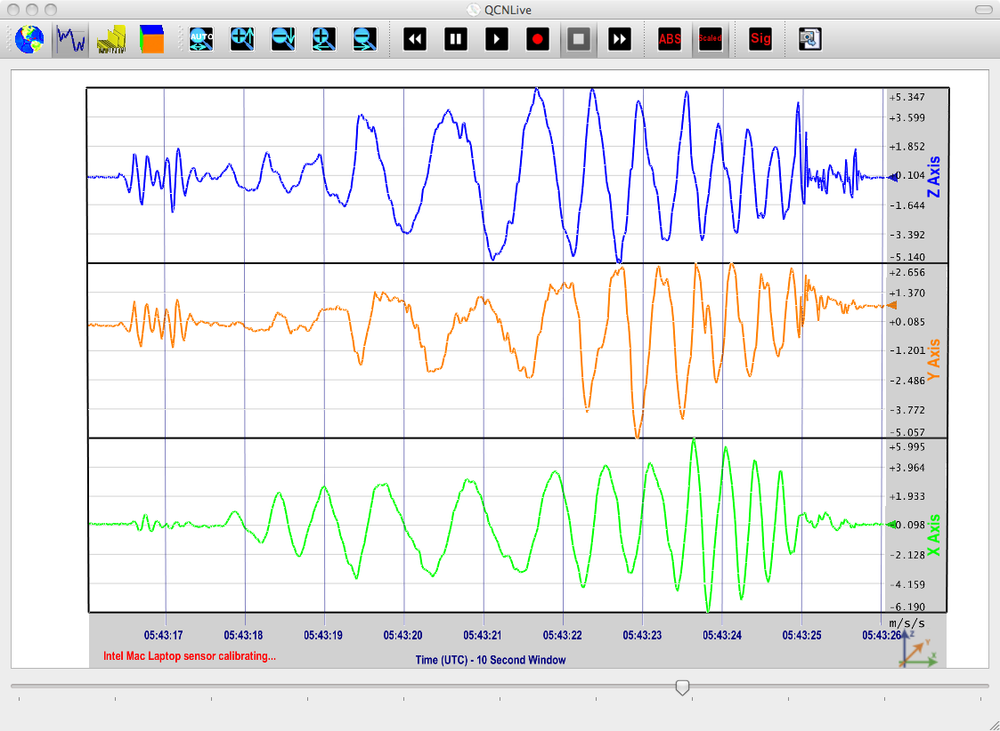 QCNLive
AUTO
ABS
Scaled
Sig
+5.347
+3.599
+1.852
+0.104
-1.644
-3.392
-5.140
Z Axis
+2.656
+1.370
+0.085
-1.201
-2.486
-3.772
-5.057
Y Axis
+5.995
+3.964
+1.933
-0.098
-2.128
-4.159
-6.190
X Axis
m/s/s
05:43:17 05:43:18 05:43:19 05:43:20 05:43:21 05:43:22 05:43:23 05:43:24 05:43:25 05:43:26
Z
Y
X
Intel Mac Laptop sensor calibrating...
Time (UTC) - 10 Second Window